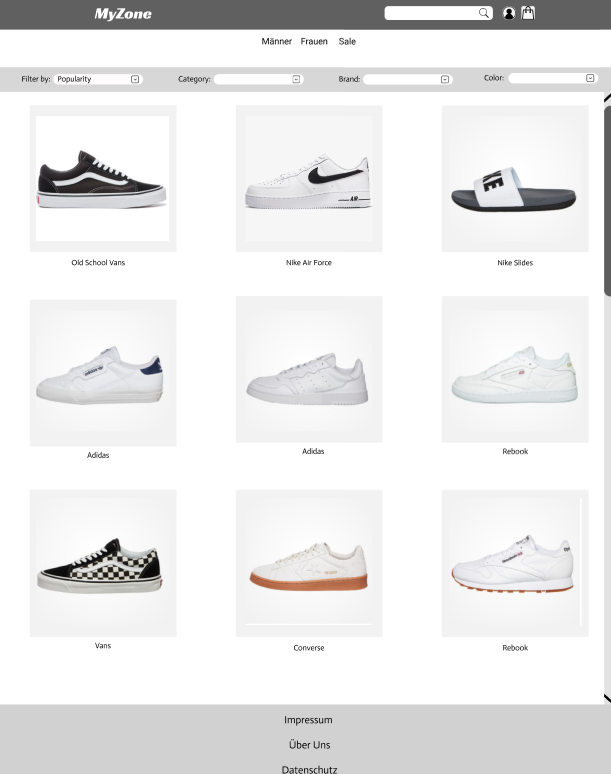 MyZone
Männer Frauen Sale
Filter by: Popularity Category: Brand: Color:
Old School Vans Nike Air Force Nike Slides
Adidas Adidas Rebook
Vans Converse Rebook
Impressum
Über Uns
Datenschutz